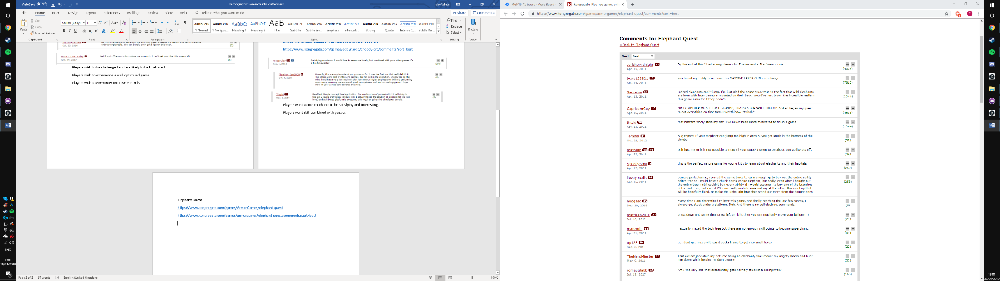 AutoSave Off
Demographic Research into Platformers
Toby White
File Home Insert Design Layout References Mailings Review View Help Tell me what you want to do
Share Comments
Paste
Cut
Copy
Format Painter
Clipboard
Calibri (Body) 11
Font
Paragraph
AaBbCcDc AaBbCcDc AaBbCc AaBbCcE AaB AaBbCcD AaBbCcDc AaBbCcDc AaBbCcDc AaBbCcDc AaBbCcDc AaBbCcDc AABBCCDC
¶ Normal ¶ No Spac... Heading 1 Heading 2 Title Subtitle Subtle Em... Emphasis Intense E... Strong Quote Intense Q... Subtle Ref...
Styles
Find
Replace
Select
Editing
Dictate
Voice
Oct. 23, 2016
entirely unplayable. You can barely even get 5 fps on this trash.
(5)
RWBY_One_Fairy 5
Well I suck. The controls confuse me so much, I can't get past the title screen XD
Sep. 19, 2017
(3)
Players wish to be challenged and are likely to be frustrated.
Players wish to experience a well optimised game
Players wish to encounter intuitive controls
https://www.kongregate.com/games/eddynardo/choppy-orc
https://www.kongregate.com/games/eddynardo/choppy-orc/comments?sort=best
mossruler
Sep. 1, 2018
Satisfying mechanic! I would love to see more levels, but combined with your other games it's
a fun timewaster
(379)
Flaming_Ice2000
Oct. 4, 2018
Honestly, this was my favorite of you games so far. It was the first one that really felt FUN.
The others were kind of intriguing puzzles, but felt dull in the execution. Choppy orc on the
other hand has a very fun mechanic that has a much higher emphasis on skill and performing
some crazy bouncing maneuvers. A great concept used well and an exciting game. I hope
more of your games tend towards this style.
(5)
Tibald 27
Nov. 1, 2018
Excellent. Simple concept hard application. The combination of puzzle (which it definitely is,
the last 2 levels aren't easy to figure out; I actually found the solution on accident for the last
level) and skill based platform is awesome; this requires quite a bit of reflexes. Love it.
(5)
Players want a core mechanic to be satisfying and interesting.
Players want skill combined with puzzles
Elephant Quest
https://www.kongregate.com/games/ArmorGames/elephant-quest
https://www.kongregate.com/games/armorgames/elephant-quest/comments?sort=best
Page 3 of 3 97 words English (United Kingdom)
100%
ENG
19:01
30/01/2019
MGP19_15 board - Agile Board
Kongregate: Play free games onl
https://www.kongregate.com/games/armorgames/elephant-quest/comments?sort=best
Comments for Elephant Quest
« Back to Elephant Quest
Sort: Best
JerichoMidnight 52
Apr. 15, 2011
By the end of this I had enough lasers for 7 raves and a Star Wars movie.
(4075)
bcws123321 18
Apr. 14, 2011
you found my teddy bear, have this MASSIVE LAZER GUN in exchange
(7813)
Senretsu 33
Apr. 13, 2011
Indeed elephants can't jump. I'm just glad the game stuck true to the fact that wild elephants
are born with laser cannons mounted on their back; would've just blown the incredible realism
this game aims for if they hadn't.
(10K+)
CapricornGuy 10
Apr. 16, 2011
"HOLY MOTHER OF ALL THAT IS GOOD, THAT'S A BIG SKILL TREE!!!" And so began my quest
to get everything on that tree. Everything... *twitch*
(8613)
Snaki 36
Apr. 13, 2011
that bastard wooly stole my hat, I've never been more motivated to finish a game.
(10K+)
Teradia 31
Oct. 21, 2012
Bug report: If your elephant can jump too high in area 8, you get stuck in the bottoms of the
shrubs.
(32)
maxxian 45 K+
Apr. 22, 2011
Is it just me or is it not possible to max all your stats? I seem to be about 100 ability pts off.
(94)
SpeedyShot 9
Apr. 17, 2011
this is the perfect nature game for young kids to learn about elephants and their habitats
(259)
iloveyoualls 70
Apr. 15, 2011
being a perfectionist, i played the game twice to earn enough xp to buy out the entire ability
points tree so i could have a chuck norris-esque elephant, but sadly, even after i bought out
the entire tree, i still couldnt buy every ability :[ i would assume i to buy one of the branches
of the skill tree, but i need 70 more skill points to max out my skills. either this is a bug that
will be hopefully fixed, or make the unbought branches stand out more from the bought ones
(258)
huggaso 35
Dec. 10, 2018
Every time I am determined to beat this game, and finally reaching the last few rooms, I
always get stuck under a platform. Duh. And there is no self-destruct commands.
(6)
mattiasb2010 27
Jul. 16, 2012
press down and same time press left or right then you can magically move your ballons! :)
(23)
manzotin 48
Apr. 21, 2011
i actually maxed the tech tree but there are not enough skill points to become superphant.
(89)
up123 16
Sep. 3, 2013
tip: dont get max swiftness it sucks trying to get into small holes
(22)
TheNerdMiester 25
May. 9, 2011
That extinct jerk stole my hat, me being an elephant, shall mount my mighty lasers and hunt
him down while helping random people!
(22)
romaugfabb 10
Jul. 13, 2017
Am I the only one that occasionally gets horribly stuck in a ceiling/wall?
(166)
19:01
30/01/2019